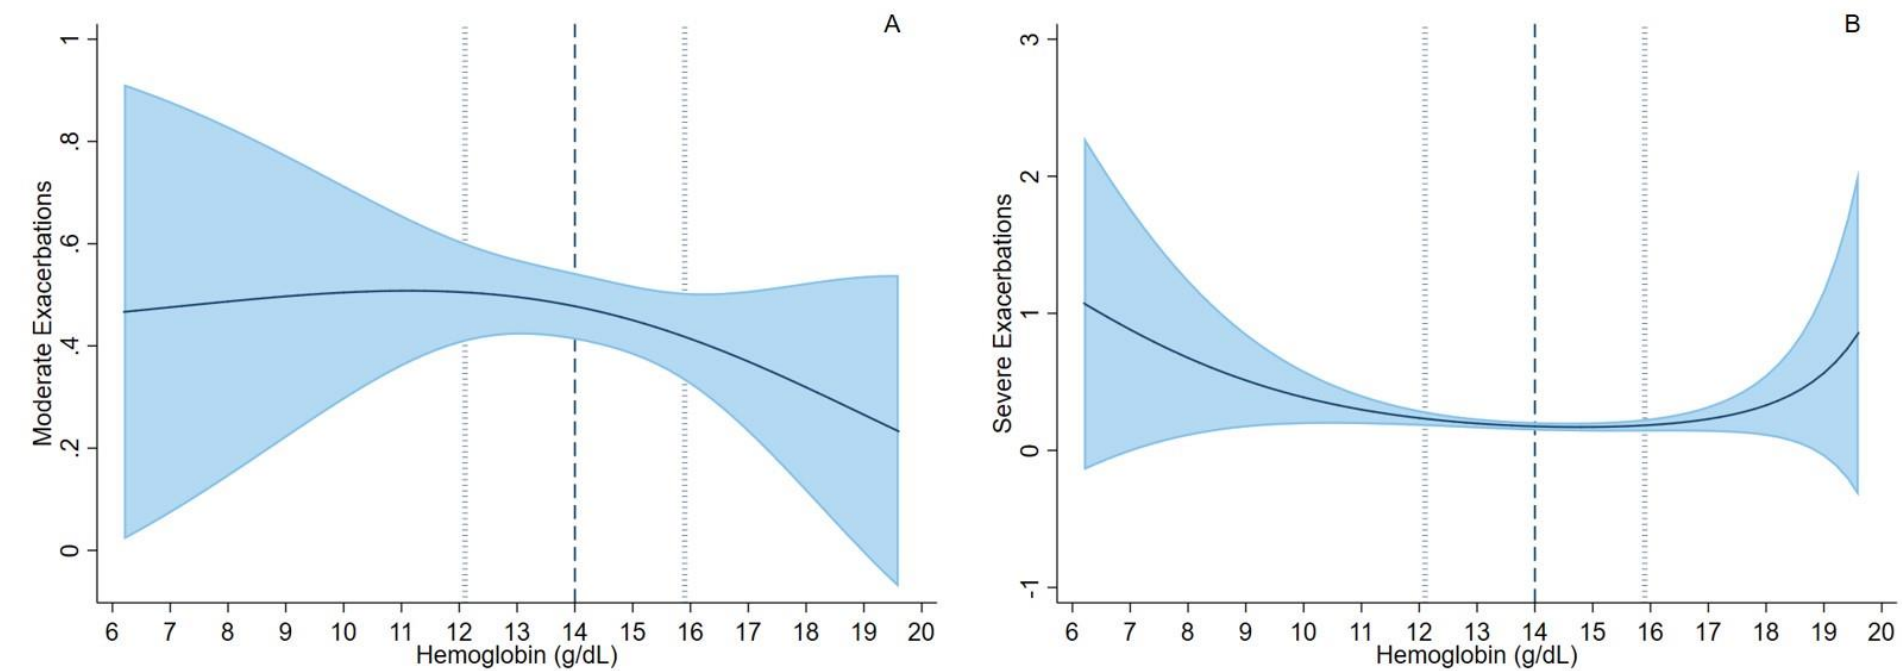 A
Moderate Exacerbations
1
.8
.6
.4
.2
0
6 7 8 9 10 11 12 13 14 15 16 17 18 19 20
Hemoglobin (g/dL)
B
Severe Exacerbations
3
2
1
0
-1
6 7 8 9 10 11 12 13 14 15 16 17 18 19 20
Hemoglobin (g/dL)